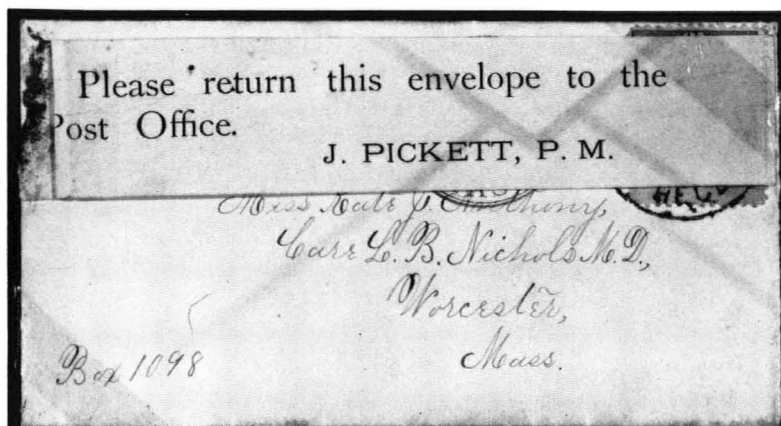 Please return this envelope to the
Post Office.
J. PICKETT, P. M.
Miss Kate J. Anthony,
Care L. B. Nichols M.D.,
Worcester,
Mass.
Box 1098